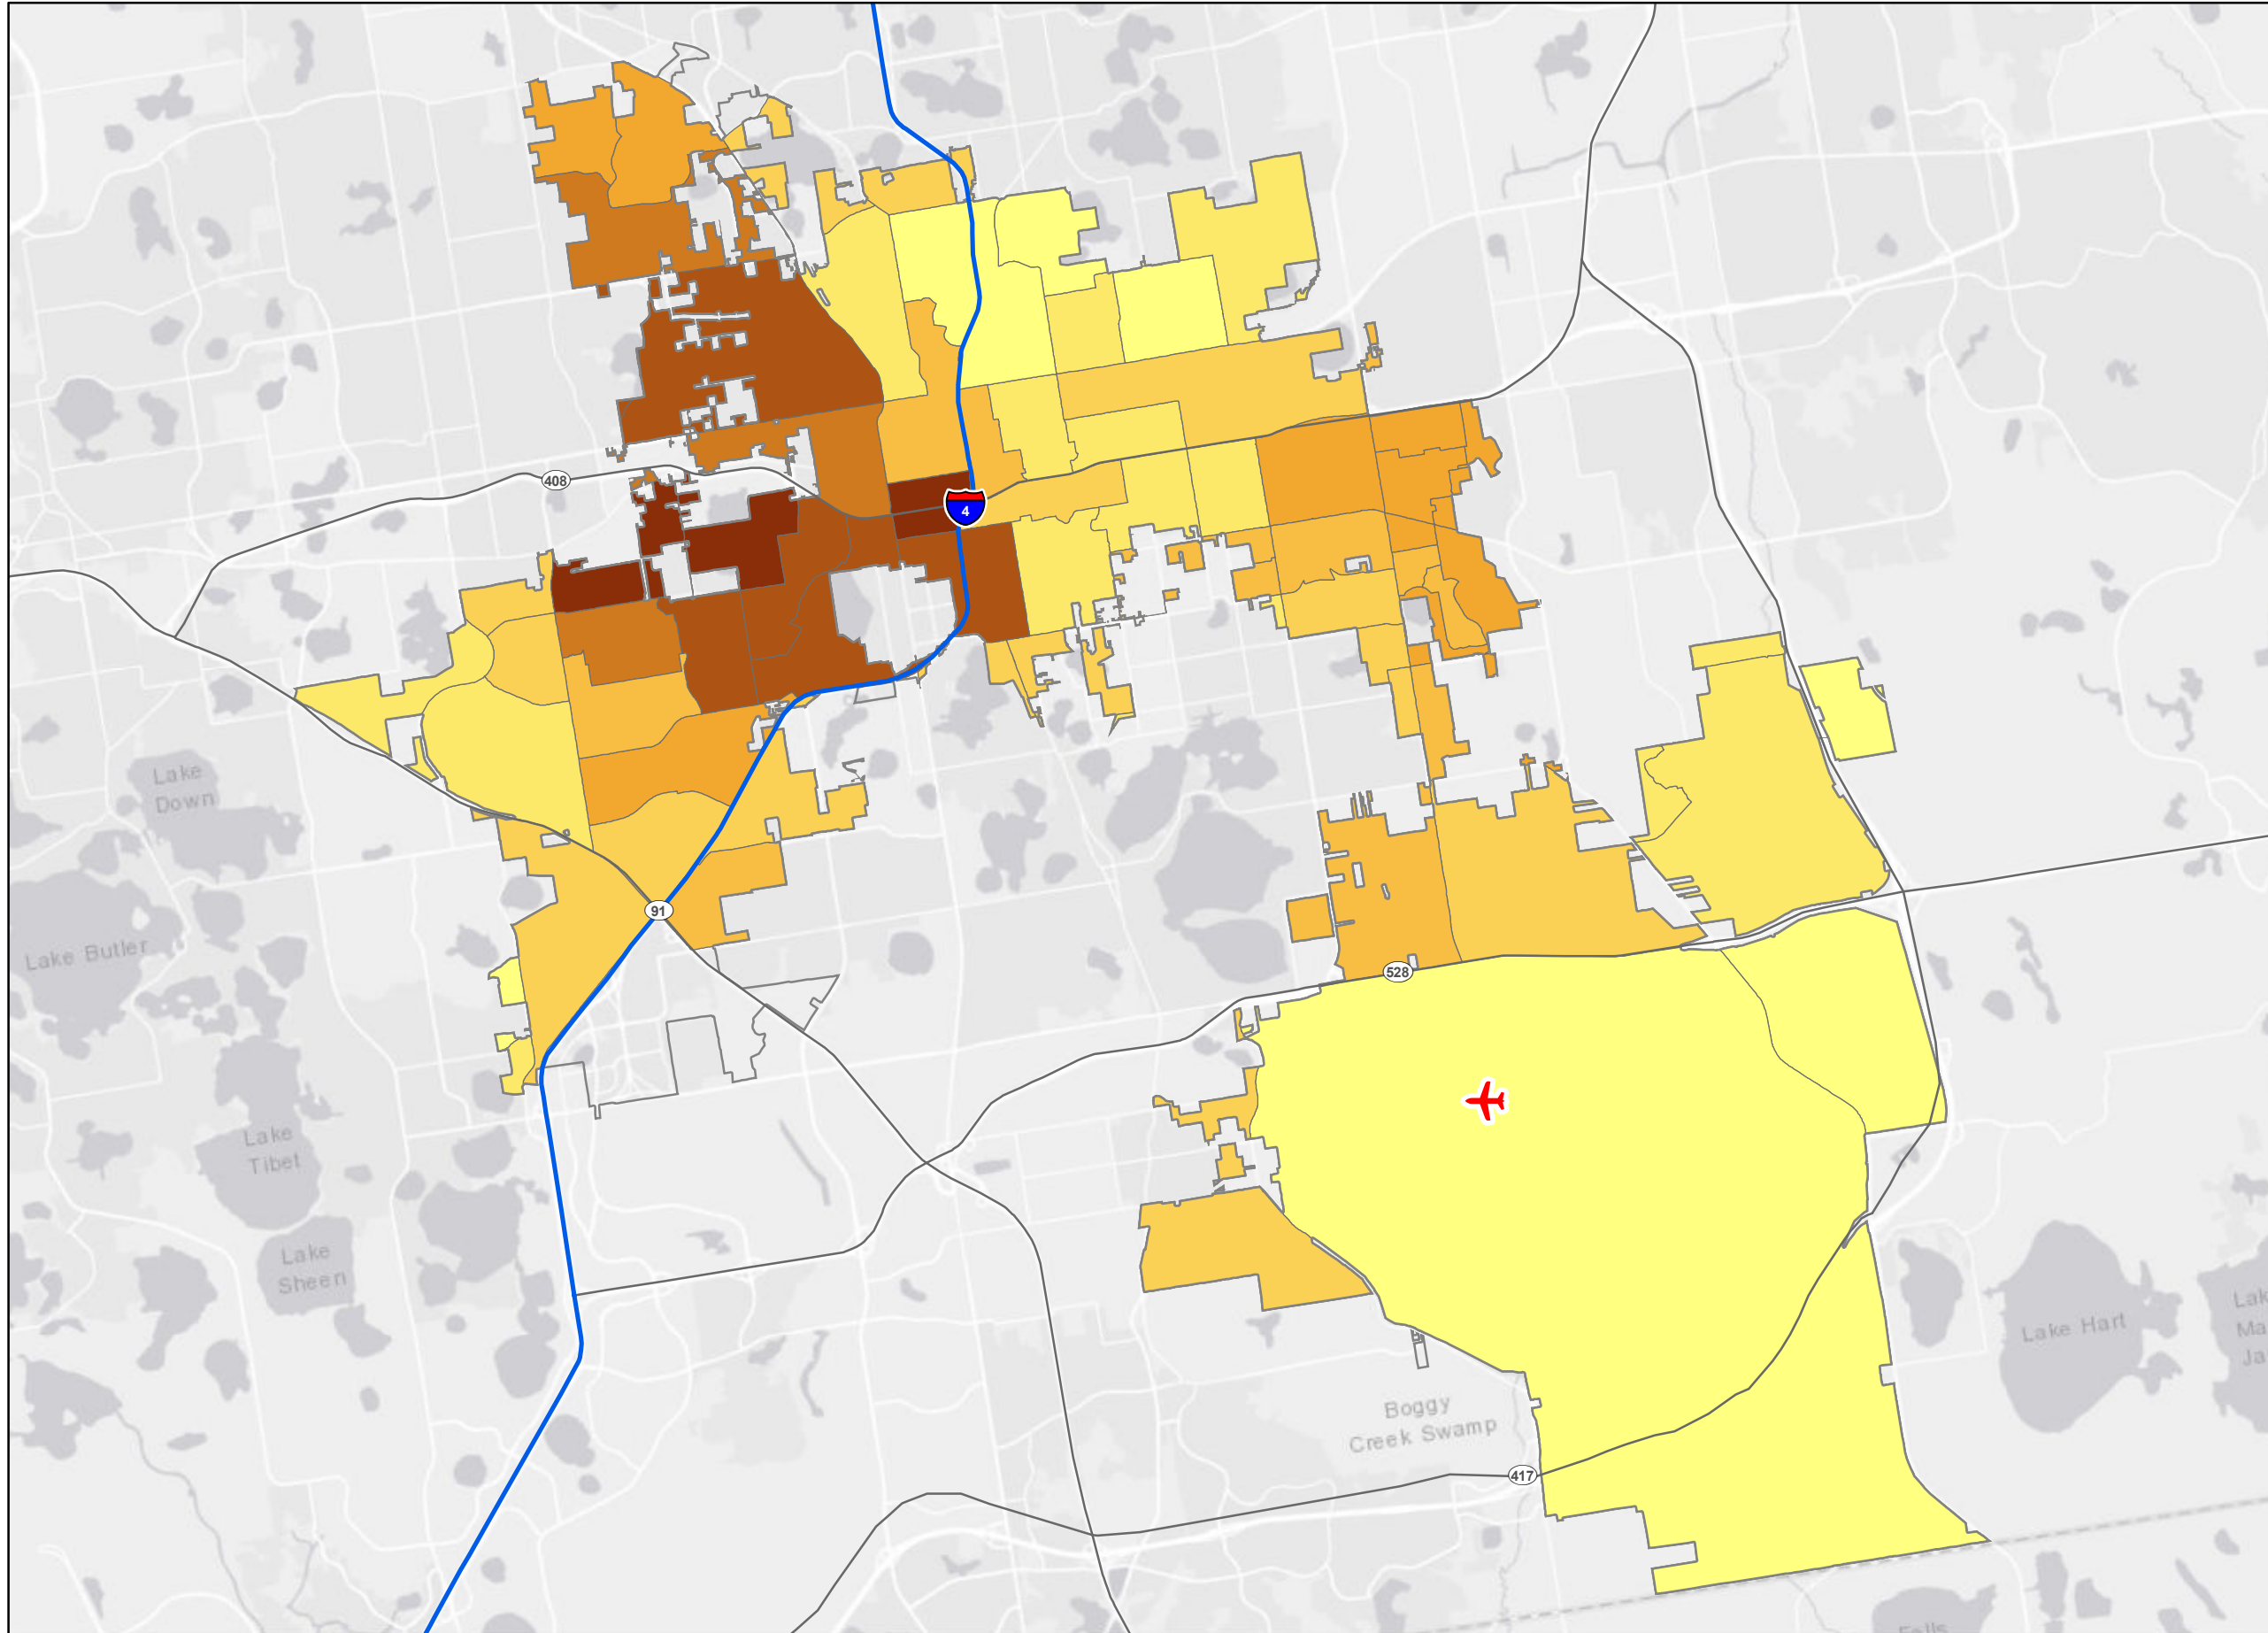 408
4
Lake
Down
91
Lake Butler
528
Lake
Tibet
Lake
Sheen
Lake Hart
Boggy
Creek Swamp
417